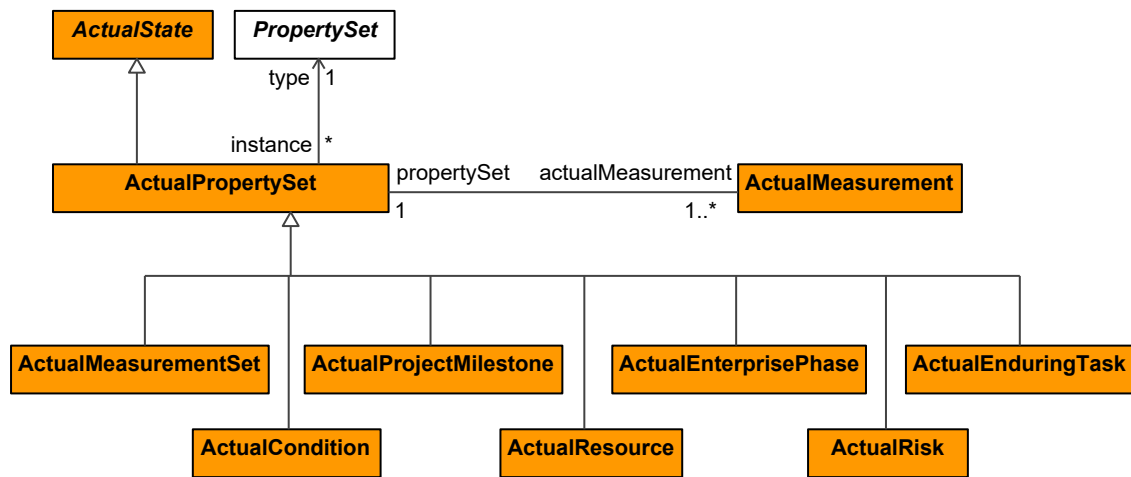 ActualState
PropertySet
type 1
instance *
ActualPropertySet
propertySet actualMeasurement
ActualMeasurement
1 1..*
ActualMeasurementSet
ActualProjectMilestone
ActualEnterprisePhase
ActualEnduringTask
ActualCondition
ActualResource
ActualRisk